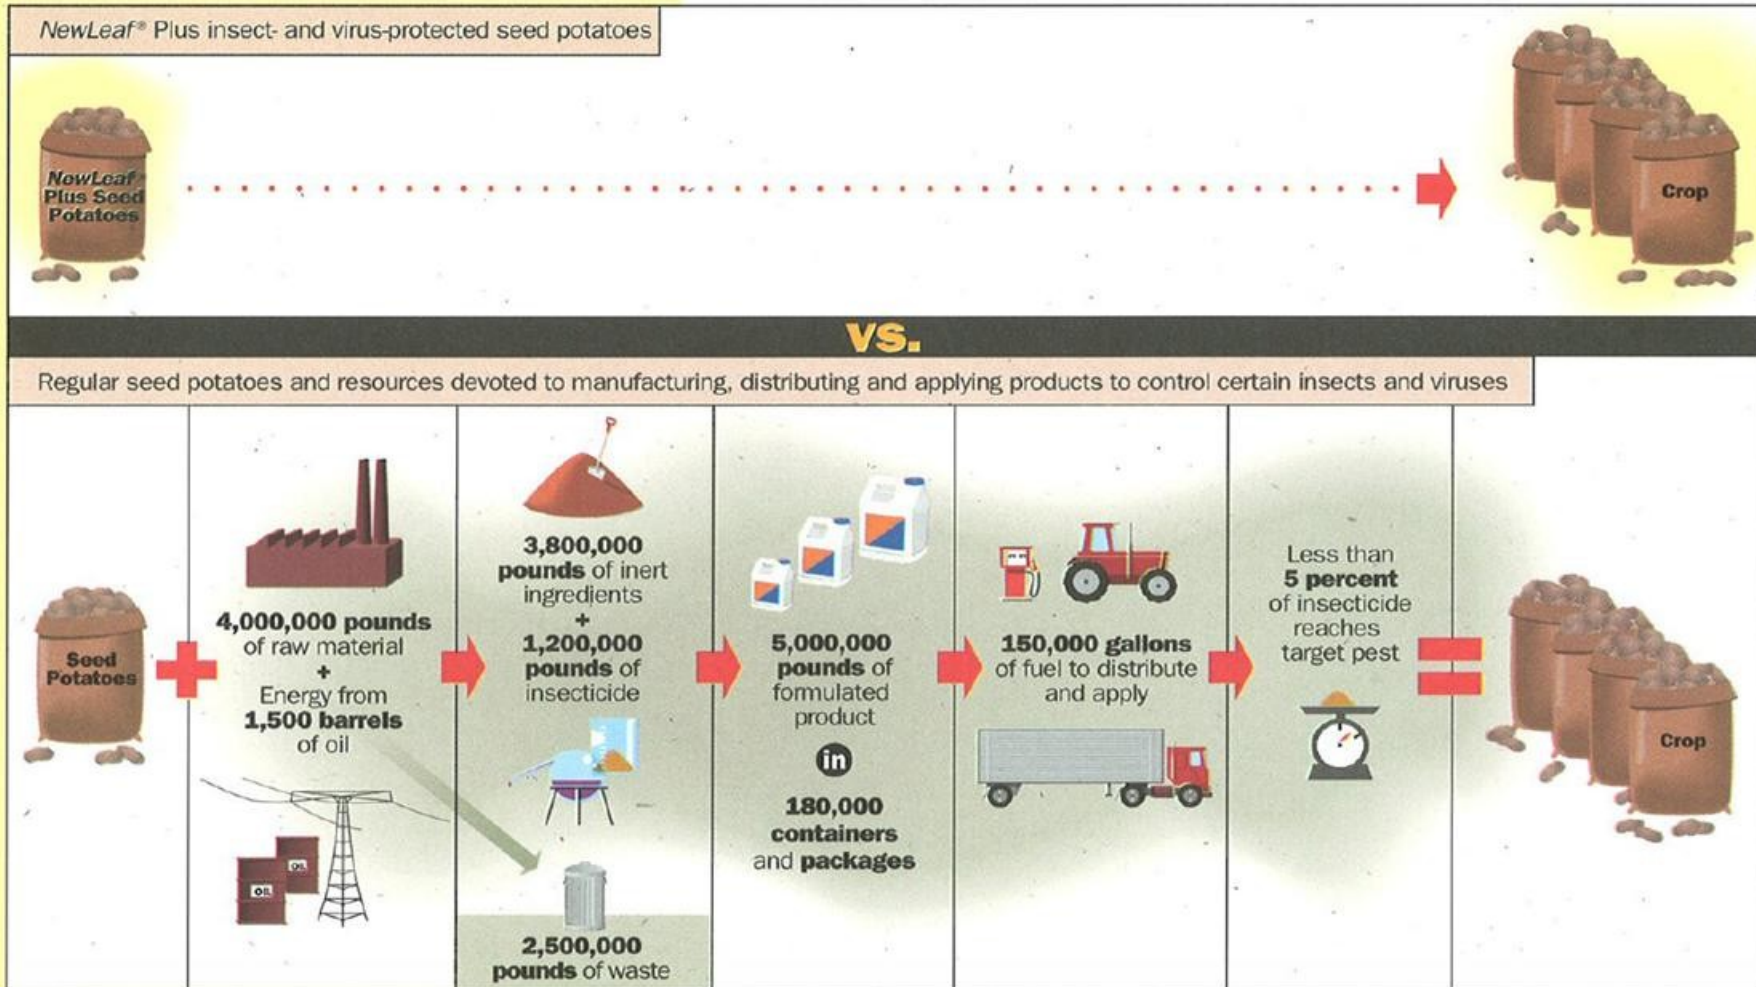 NewLeaf® Plus insect- and virus-protected seed potatoes
NewLeaf®
Plus Seed
Potatoes
Crop
VS.
Regular seed potatoes and resources devoted to manufacturing, distributing and applying products to control certain insects and viruses
Seed
Potatoes
4,000,000 pounds
of raw material
+
Energy from
1,500 barrels
of oil
OIL
OIL
3,800,000
pounds of inert
ingredients
+
1,200,000
pounds of
insecticide
2,500,000
pounds of waste
5,000,000
pounds of
formulated
product
in
180,000
containers
and packages
150,000 gallons
of fuel to distribute
and apply
Less than
5 percent
of insecticide
reaches
target pest
Crop